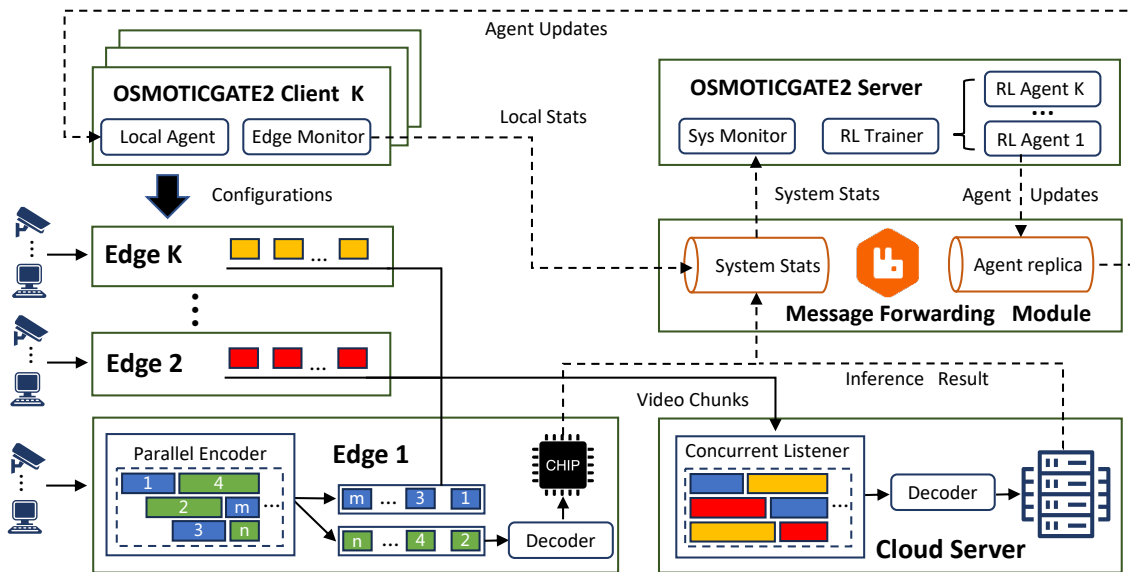 Agent Updates
OSMOTICGATE2 Client K
Local Agent
Edge Monitor
Local Stats
OSMOTICGATE2 Server
Sys Monitor
RL Trainer
RL Agent K
...
RL Agent 1
Configurations
System Stats
Agent Updates
Edge K
...
System Stats
Agent replica
Message Forwarding Module
Edge 2
...
Inference Result
Video Chunks
Parallel Encoder
1 4
2 m ...
3 n
Edge 1
m ... 3 1
n ... 4 2
CHIP
Decoder
Concurrent Listener
...
Decoder
Cloud Server